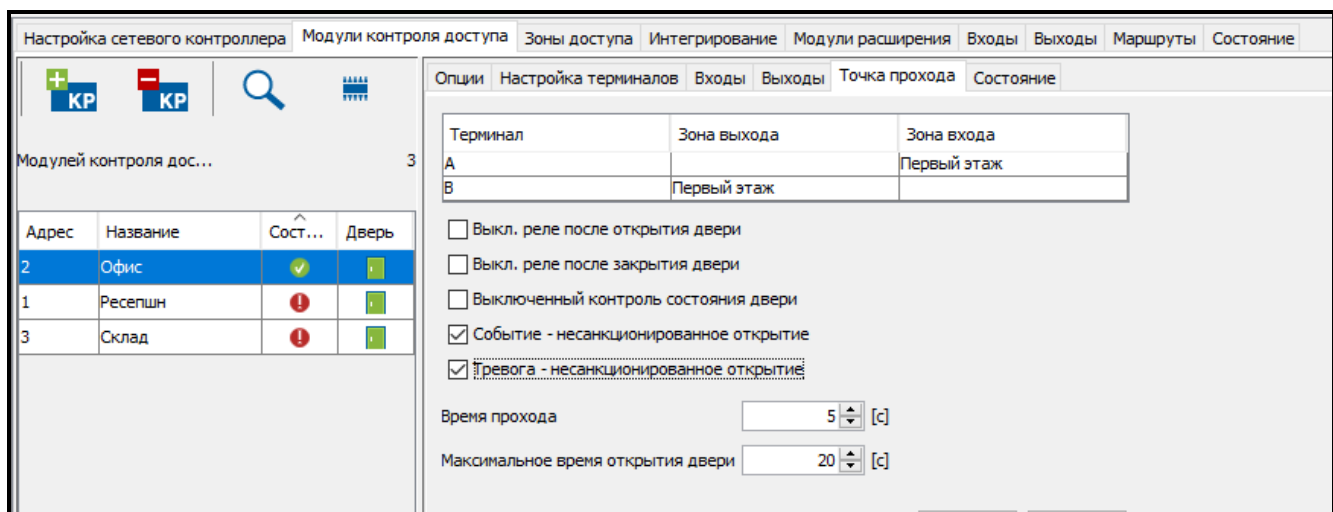 Настройка сетевого контроллера Модули контроля доступа Зоны доступа Интегрирование Модули расширения Входы Выходы Маршруты Состояние
КР КР
Опции Настройка терминалов Входы Выходы Точка прохода Состояние
Модулей контроля дос... 3
Терминал Зона выхода Зона входа
A Первый этаж
B Первый этаж
Адрес Название Сост... Дверь
2 Офис
1 Ресепшн
3 Склад
Выкл. реле после открытия двери
Выкл. реле после закрытия двери
Выключенный контроль состояния двери
Событие - несанкционированное открытие
Тревога - несанкционированное открытие
Время прохода 5 [с]
Максимальное время открытия двери 20 [с]